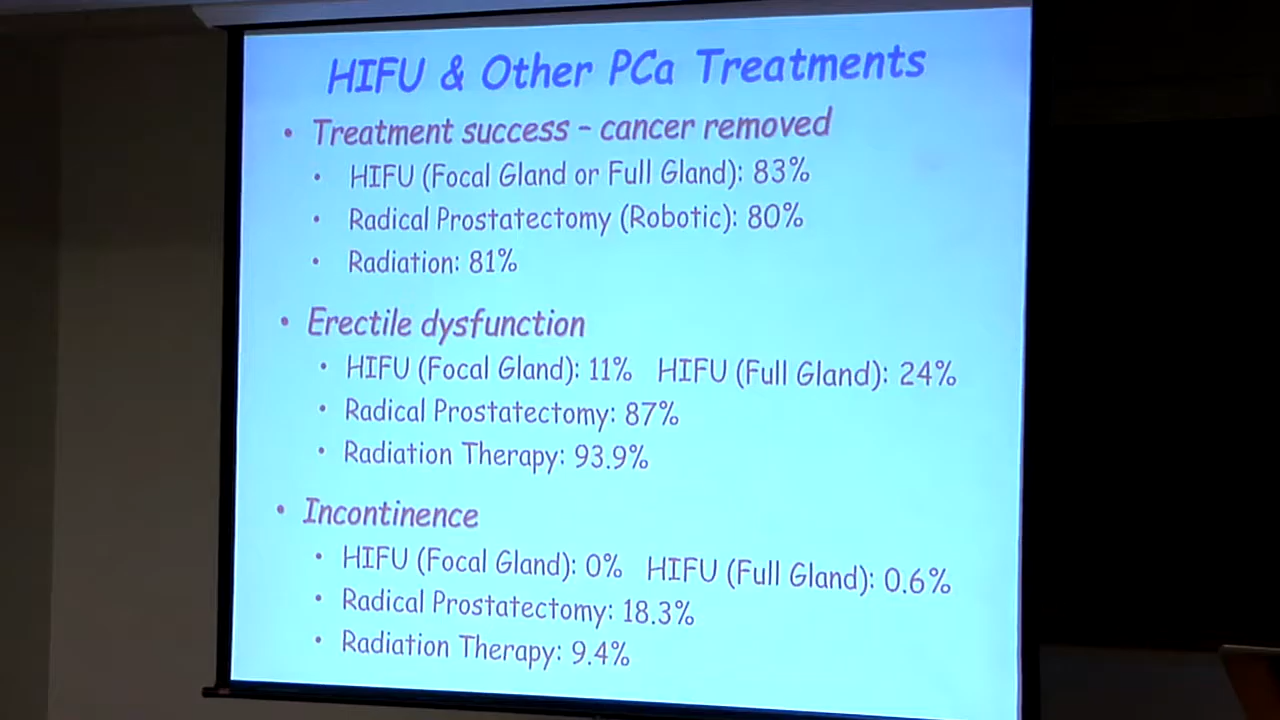 HIFU & Other PCa Treatments
• Treatment success – cancer removed
• HIFU (Focal Gland or Full Gland): 83%
• Radical Prostatectomy (Robotic): 80%
• Radiation: 81%
• Erectile dysfunction
• HIFU (Focal Gland): 11% HIFU (Full Gland): 24%
• Radical Prostatectomy: 87%
• Radiation Therapy: 93.9%
• Incontinence
• HIFU (Focal Gland): 0% HIFU (Full Gland): 0.6%
• Radical Prostatectomy: 18.3%
• Radiation Therapy: 9.4%